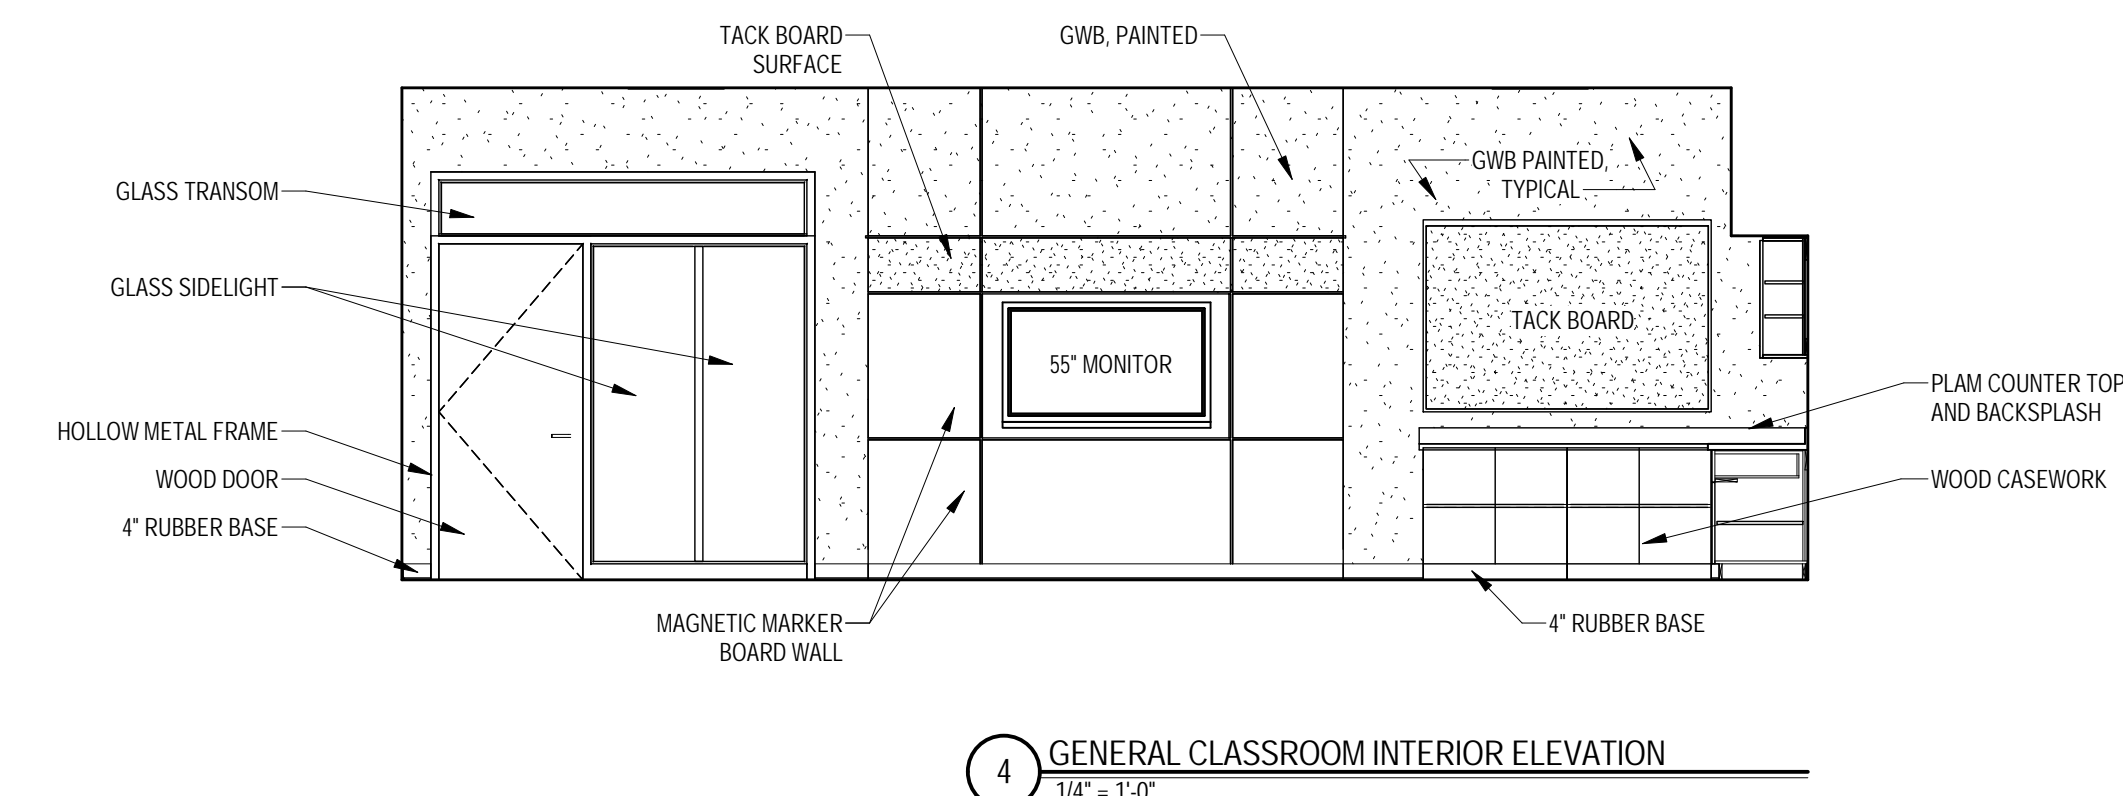 TACK BOARD
SURFACE
GWB, PAINTED
GWB PAINTED,
TYPICAL
GLASS TRANSOM
GLASS SIDELIGHT
TACK BOARD
55" MONITOR
PLAM COUNTER TOP
AND BACKSPLASH
HOLLOW METAL FRAME
WOOD DOOR
WOOD CASEWORK
4" RUBBER BASE
MAGNETIC MARKER
BOARD WALL
4" RUBBER BASE
4
GENERAL CLASSROOM INTERIOR ELEVATION
1/4" = 1'-0"